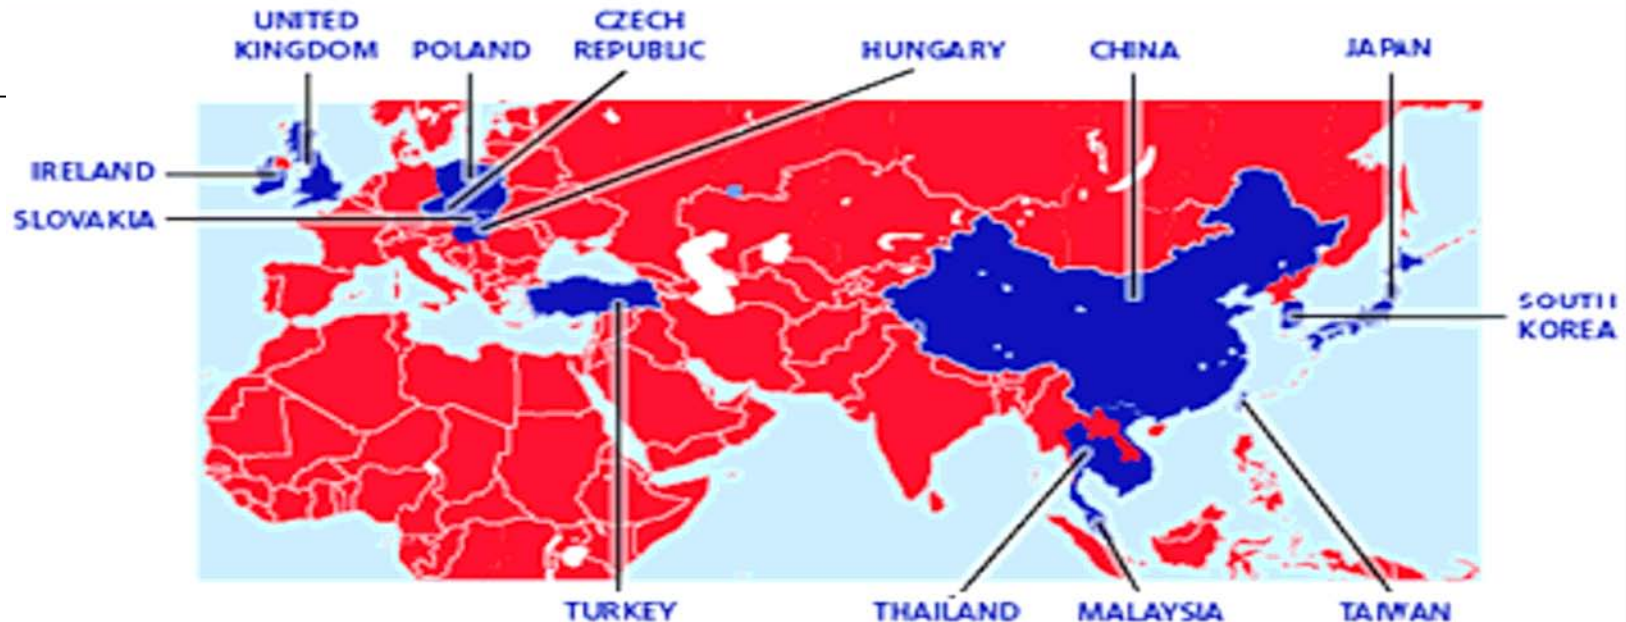 UNITED
KINGDOM
POLAND
CZECH
REPUBLIC
HUNGARY
CHINA
JAPAN
IRELAND
SLOVAKIA
SOUTH
KOREA
TURKEY
THAILAND
MALAYSIA
TAIWAN